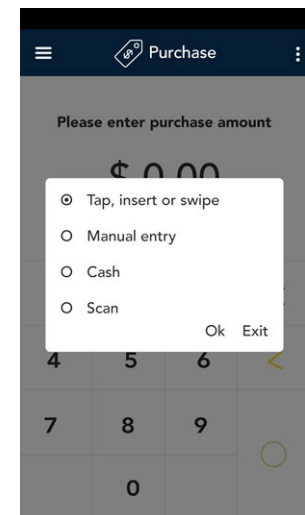 Purchase
Please enter purchase amount
$ 0.00
Tap, insert or swipe
Manual entry
Cash
Scan
Ok Exit
4 5 6 <
7 8 9
0